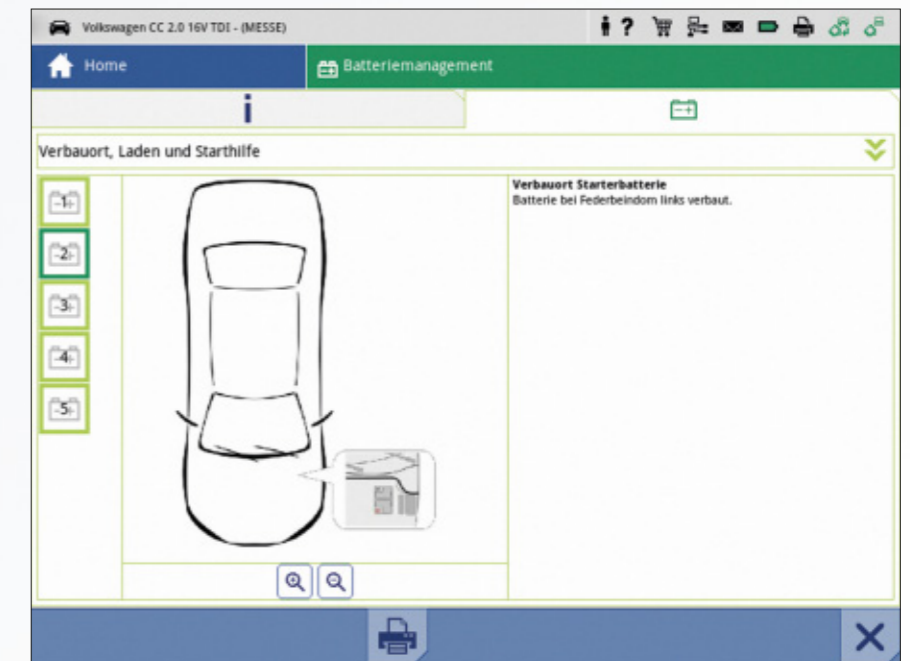 Volkswagen CC 2.0 16V TDI - (MESSE)
Home
Batteriemanagement
Verbauort, Laden und Starthilfe
-1+
-2+
-3+
-4+
-5+
Verbauort Starterbatterie
Batterie bei Federbeindom links verbaut.